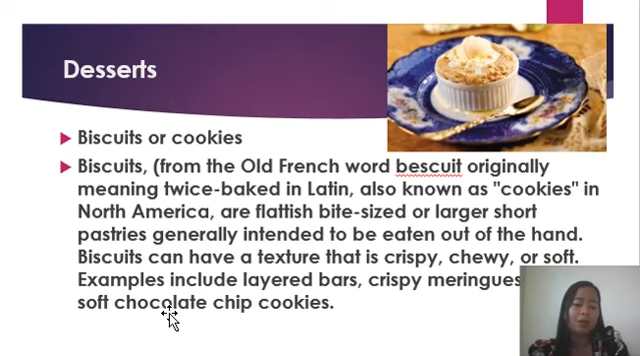 Desserts
Biscuits or cookies
Biscuits, (from the Old French word bescuit originally
meaning twice-baked in Latin, also known as "cookies" in
North America, are flattish bite-sized or larger short
pastries generally intended to be eaten out of the hand.
Biscuits can have a texture that is crispy, chewy, or soft.
Examples include layered bars, crispy meringues
soft chocolate chip cookies.